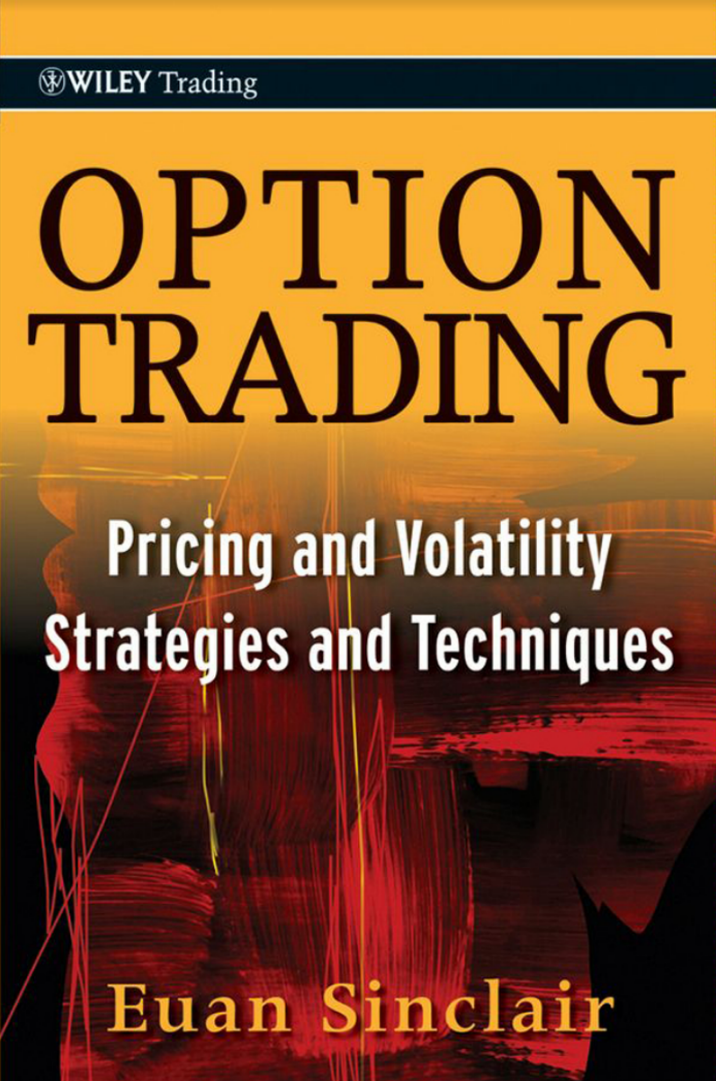 WILEY Trading
OPTION
TRADING
Pricing and Volatility
Strategies and Techniques
Euan Sinclair